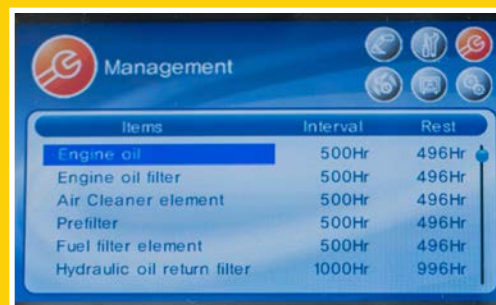 Management
Items Interval Rest
Engine oil 500Hr 496Hr
Engine oil filter 500Hr 496Hr
Air Cleaner element 500Hr 496Hr
Prefilter 500Hr 496Hr
Fuel filter element 500Hr 496Hr
Hydraulic oil return filter 1000Hr 996Hr